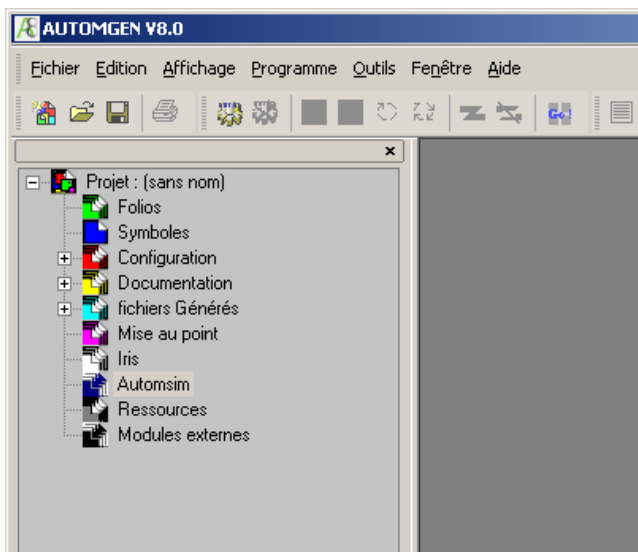 AUTOMGEN V8.0
Fichier Edition Affichage Programme Outils Fenêtre Aide
Go!
Projet : (sans nom)
Folios
Symboles
Configuration
Documentation
fichiers Générés
Mise au point
Iris
Automsim
Ressources
Modules externes